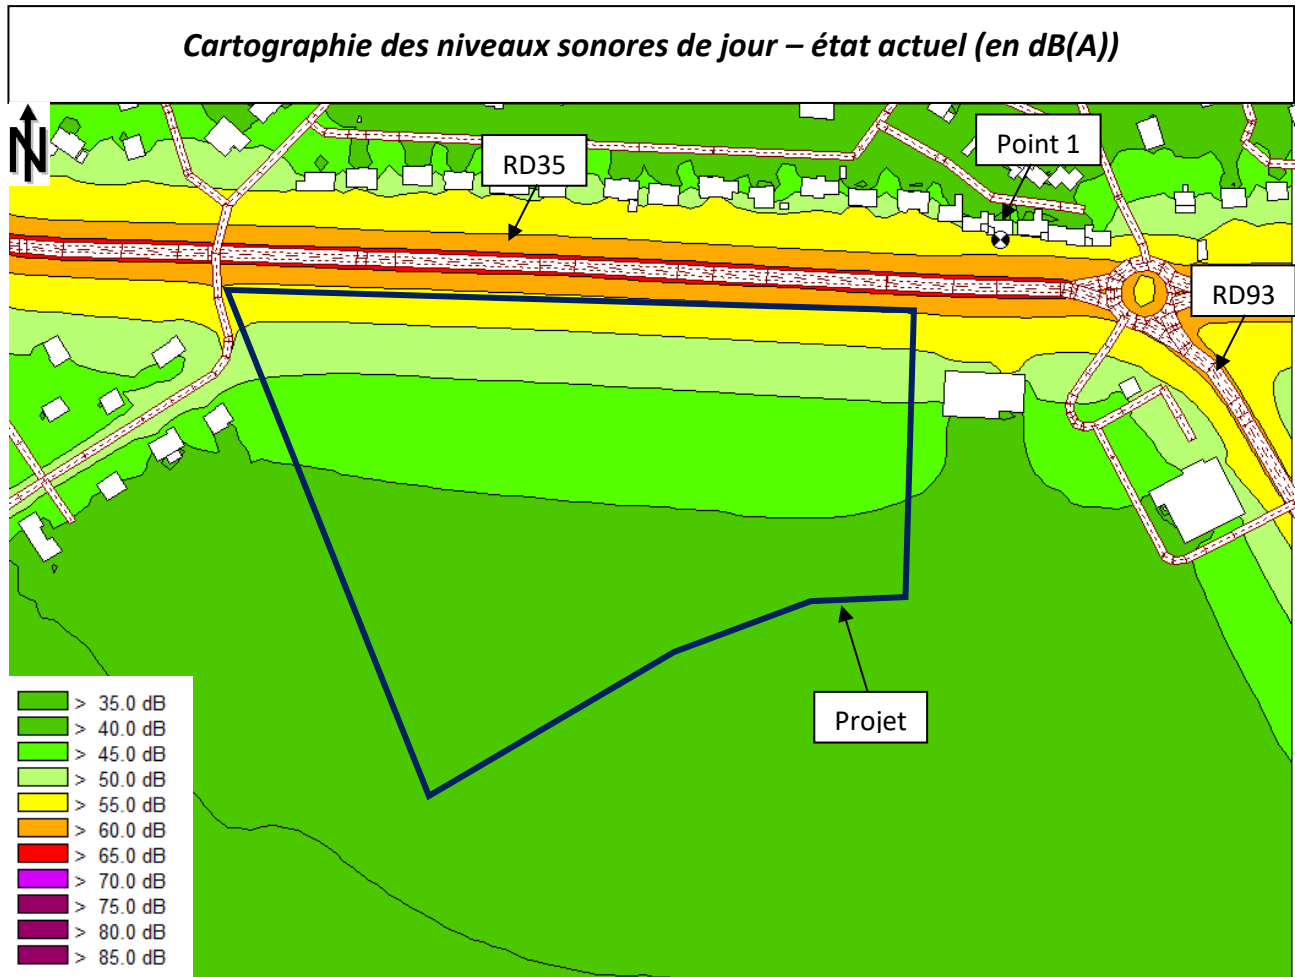 Cartographie des niveaux sonores de jour – état actuel (en dB(A))
N
RD35
Point 1
RD93
Projet
> 35.0 dB
> 40.0 dB
> 45.0 dB
> 50.0 dB
> 55.0 dB
> 60.0 dB
> 65.0 dB
> 70.0 dB
> 75.0 dB
> 80.0 dB
> 85.0 dB